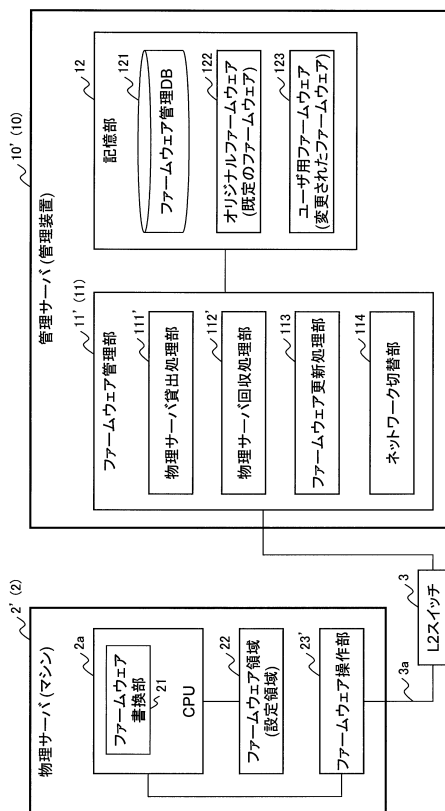 物理サーバ(マシン)
2'(2)
2a
ファームウェア
書換部
21
CPU
22
ファームウェア領域
(設定領域)
23'
ファームウェア操作部
3a
3
L2スイッチ
10'(10)
管理サーバ(管理装置)
11'(11)
ファームウェア管理部
111'
物理サーバ貸出処理部
112'
物理サーバ回収処理部
113
ファームウェア更新処理部
114
ネットワーク切替部
12
記憶部
121
ファームウェア管理DB
122
オリジナルファームウェア
(既定のファームウェア)
123
ユーザ用ファームウェア
(変更されたファームウェア)